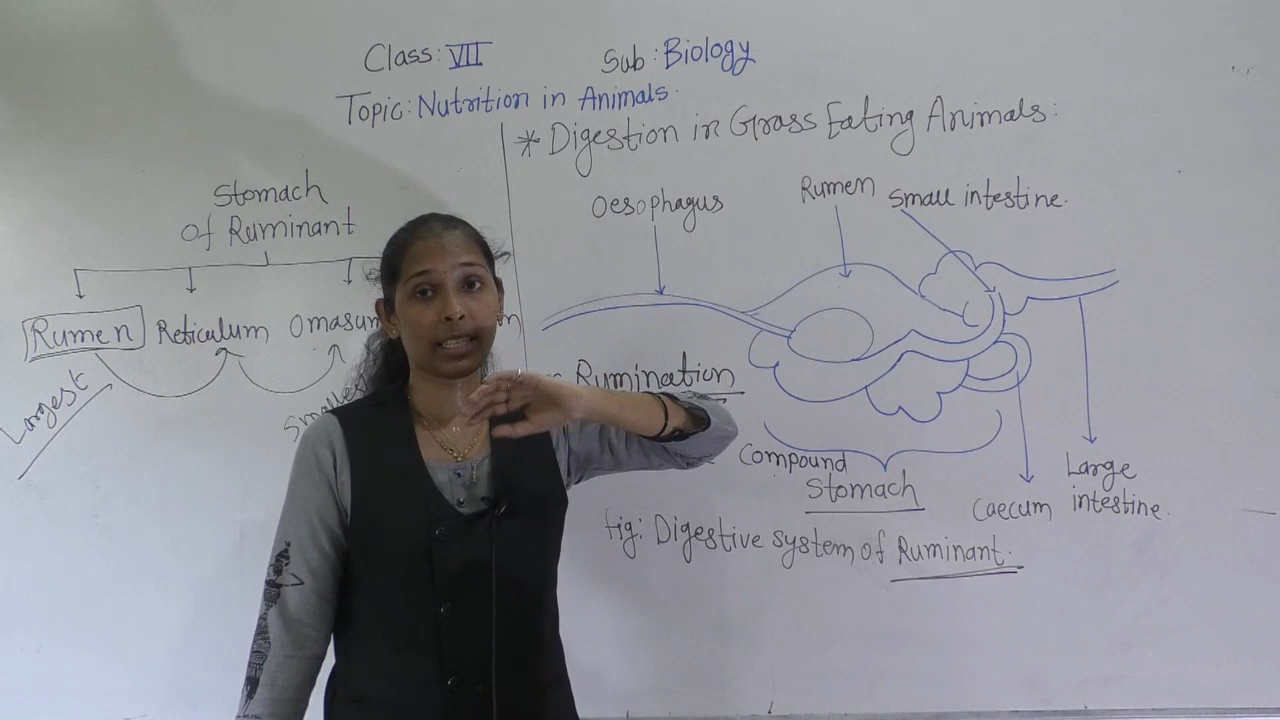 Class: VII Sub: Biology
Topic: Nutrition in Animals.
* Digestion in Grass Eating Animals:
Stomach
of Ruminant
Rumen Reticulum Omasum
Largest
Oesophagus Rumen small intestine.
Rumination
Compound
Stomach
Caecum
Large
intestine.
Fig: Digestive system of Ruminant.